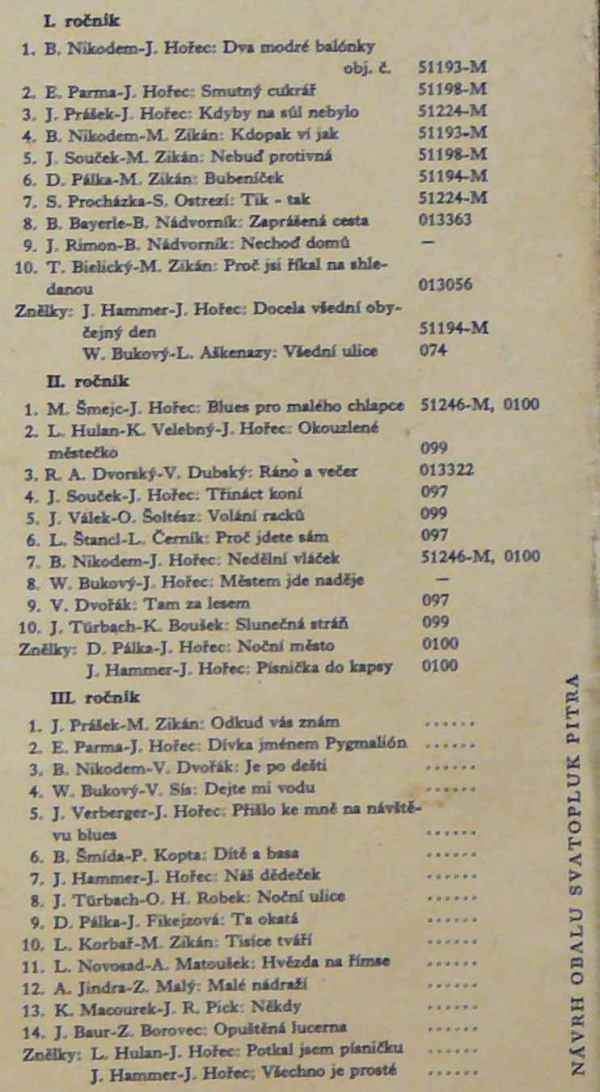 I. ročník
1. B. Nikodem-J. Hořec: Dva modré balónky
obj. č. 51193-M
2. E. Parma-J. Hořec: Smutný cukrář 51198-M
3. J. Prášek-J. Hořec: Kdyby na sůl nebylo 51224-M
4. B. Nikodem-M. Zikán: Kdopak ví jak 51193-M
5. J. Souček-M. Zikán: Nebuď protivná 51198-M
6. D. Pálka-M. Zikán: Bubeníček 51194-M
7. S. Procházka-S. Ostrezí: Tik - tak 51224-M
8. B. Bayerle-B. Nádvorník: Zaprášená cesta 013363
9. J. Rimon-B. Nádvorník: Nechoď domů —
10. T. Bielický-M. Zikán: Proč jsi říkal na shle-
danou 013056
Znělky: J. Hammer-J. Hořec: Docela všední oby-
čejný den 51194-M
W. Bukový-L. Aškenazy: Všední ulice 074
II. ročník
1. M. Šmejc-J. Hořec: Blues pro malého chlapce 51246-M, 0100
2. L. Hulan-K. Velebný-J. Hořec: Okouzlené
městečko 099
3. R. A. Dvorský-V. Dubský: Ráno a večer 013322
4. J. Souček-J. Hořec: Třináct koní 097
5. J. Válek-O. Šoltész: Volání racků 099
6. L. Štancl-L. Černík: Proč jdete sám 097
7. B. Nikodem-J. Hořec: Nedělní vláček 51246-M, 0100
8. W. Bukový-J. Hořec: Městem jde naděje —
9. V. Dvořák: Tam za lesem 097
10. J. Türbach-K. Boušek: Slunečná stráň 099
Znělky: D. Pálka-J. Hořec: Noční město 0100
J. Hammer-J. Hořec: Písnička do kapsy 0100
III. ročník
1. J. Prášek-M. Zikán: Odkud vás znám ......
2. E. Parma-J. Hořec: Dívka jménem Pygmalión ......
3. B. Nikodem-V. Dvořák: Je po dešti ......
4. W. Bukový-V. Sís: Dejte mi vodu ......
5. J. Verberger-J. Hořec: Přišlo ke mně na návště-
vu blues ......
6. B. Šmída-P. Kopta: Dítě a basa ......
7. J. Hammer-J. Hořec: Náš dědeček ......
8. J. Türbach-O. H. Robek: Noční ulice ......
9. D. Pálka-J. Fikejzová: Ta okatá ......
10. L. Korbař-M. Zikán: Tisíce tváří ......
11. L. Novosad-A. Matoušek: Hvězda na římse ......
12. A. Jindra-Z. Malý: Malé nádraží ......
13. K. Macourek-J. R. Pick: Někdy ......
14. J. Baur-Z. Borovec: Opuštěná lucerna ......
Znělky: L. Hulan-J. Hořec: Potkal jsem písničku ......
J. Hammer-J. Hořec: Všechno je prosté ......
NÁVRH OBALU SVATOPLUK PITRA